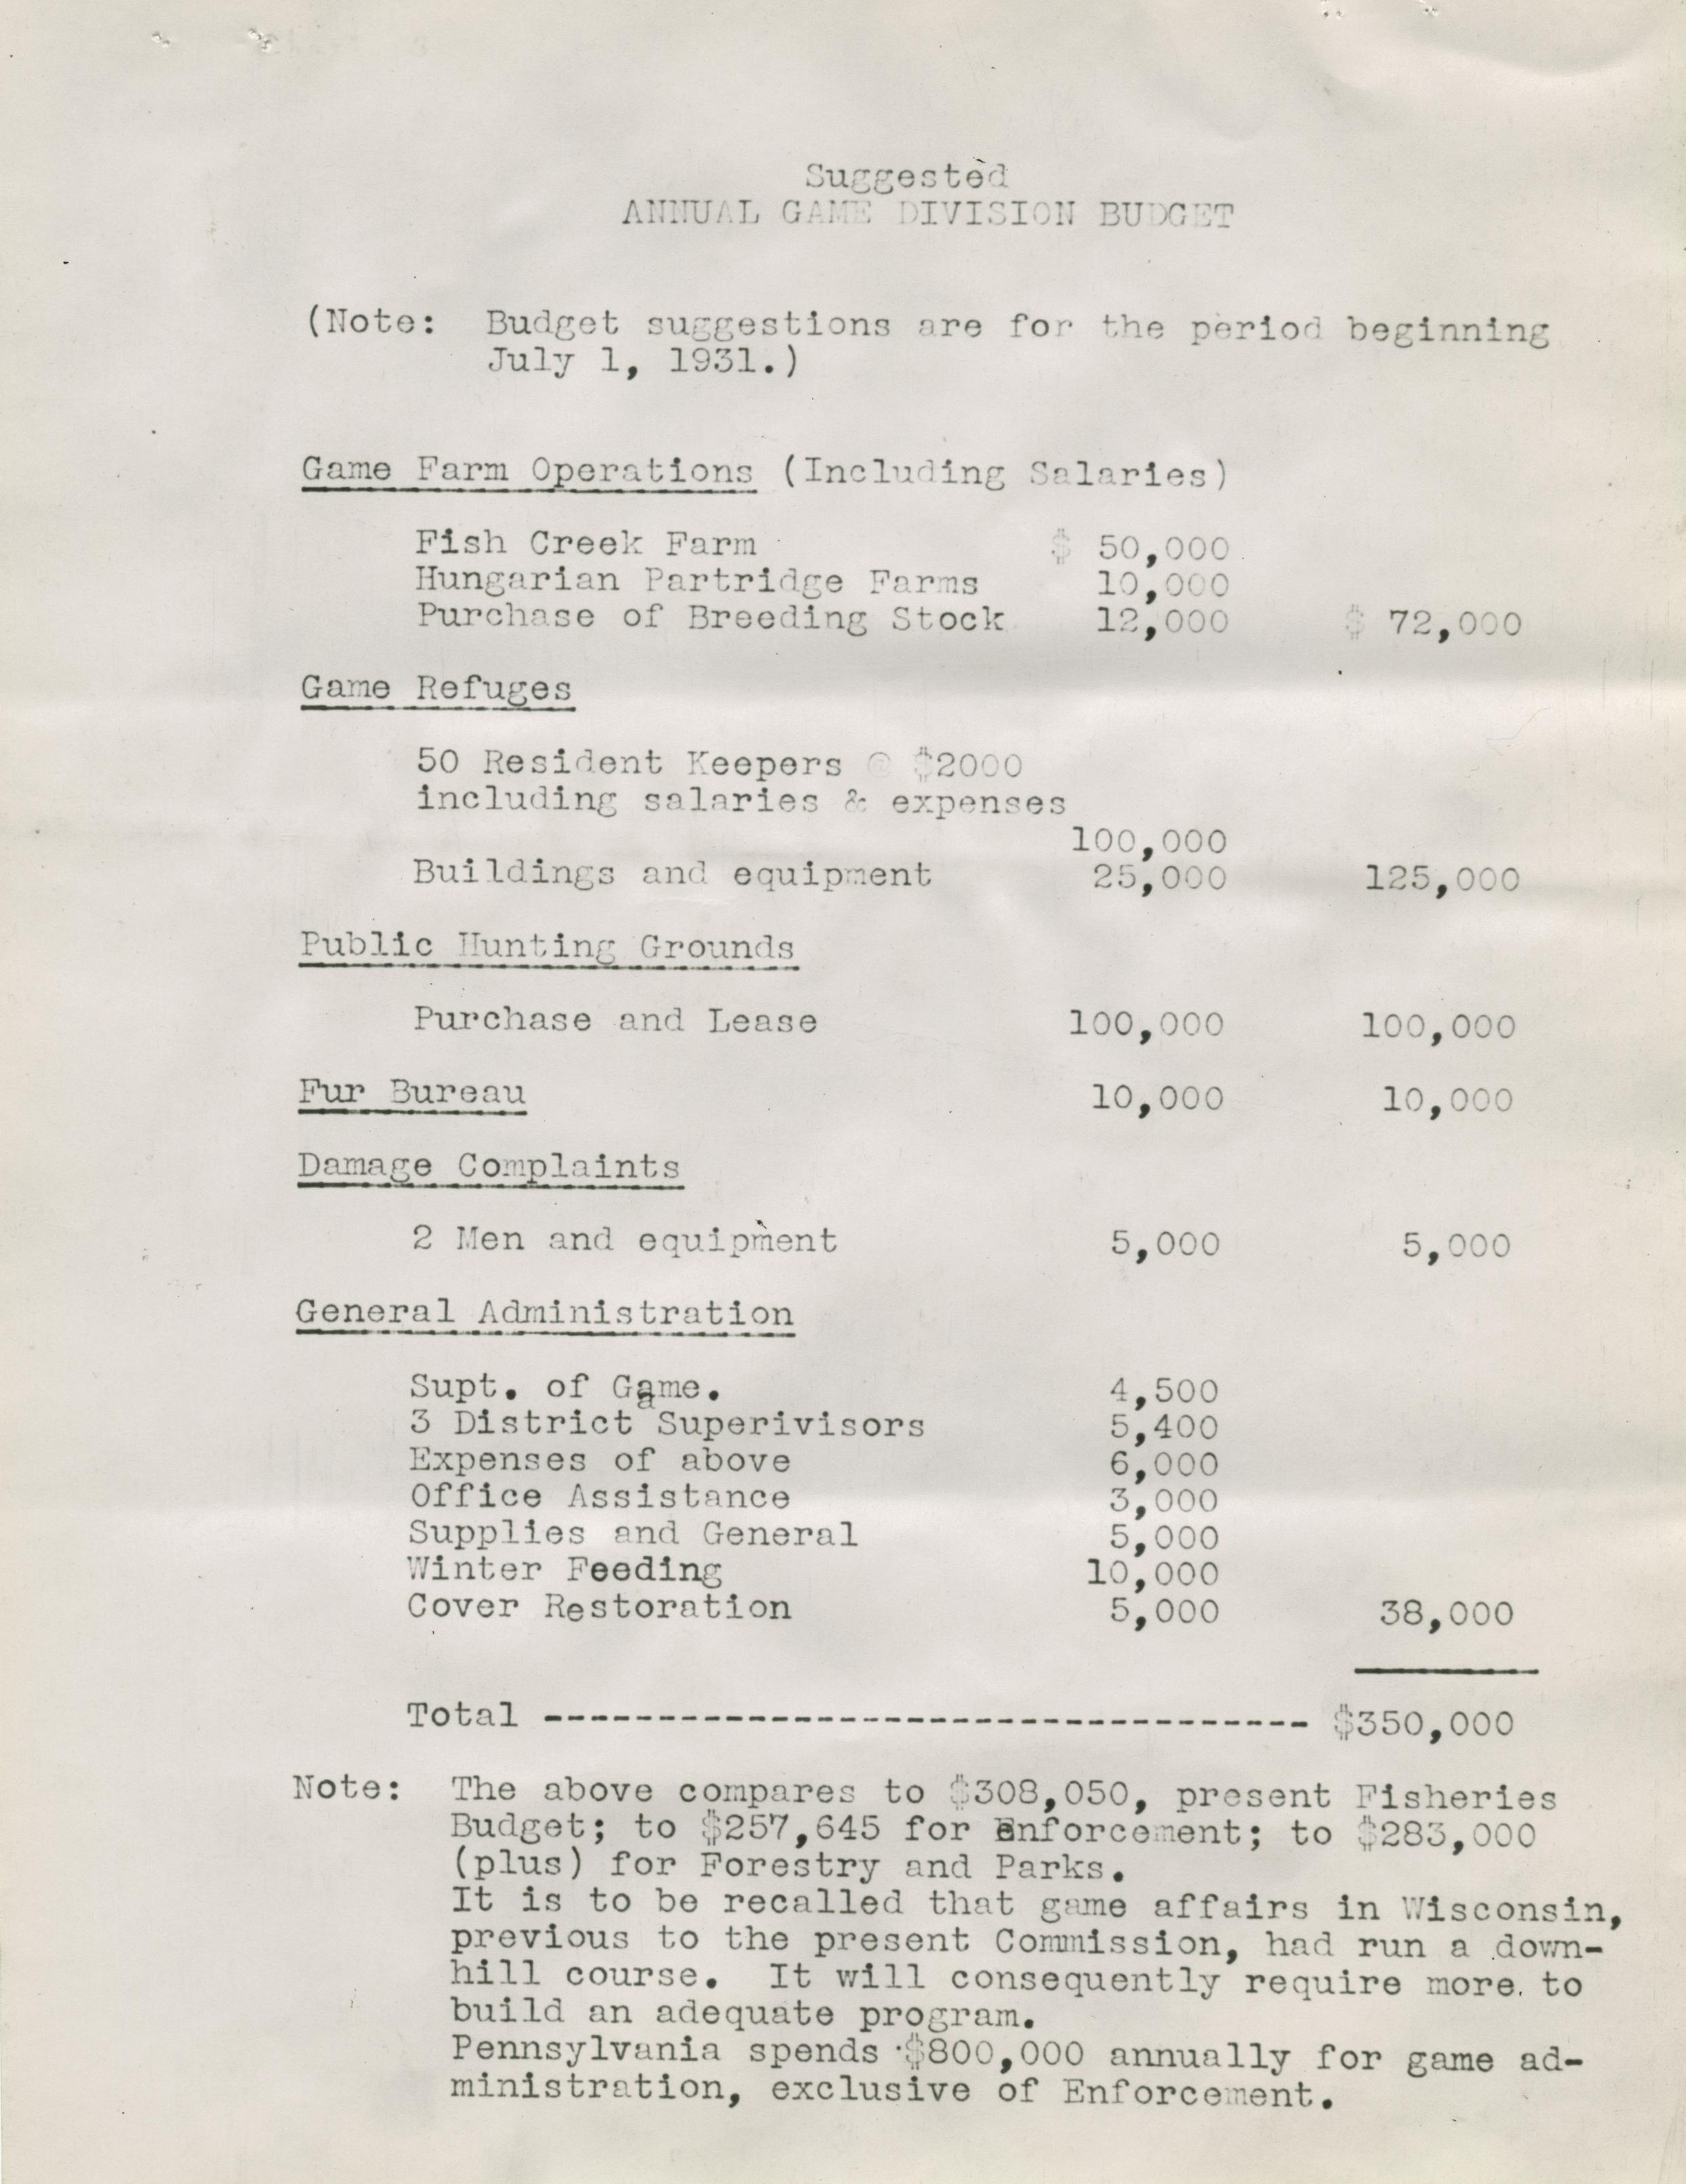 Suggested
ANNUAL GAME DIVISION BUDGET
(Note: Budget suggestions are for the period beginning
July 1, 1931.)
Game Farm Operations (Including Salaries)
Fish Creek Farm $ 50,000
Hungarian Partridge Farms 10,000
Purchase of Breeding Stock 12,000 $ 72,000
Game Refuges
50 Resident Keepers @ $2000
including salaries & expenses
100,000
Buildings and equipment 25,000 125,000
Public Hunting Grounds
Purchase and Lease 100,000 100,000
Fur Bureau 10,000 10,000
Damage Complaints
2 Men and equipment 5,000 5,000
General Administration
Supt. of Game. 4,500
3 District Superivisors 5,400
Expenses of above 6,000
Office Assistance 3,000
Supplies and General 5,000
Winter Feeding 10,000
Cover Restoration 5,000 38,000
Total ---------------------------------- $350,000
Note: The above compares to $308,050, present Fisheries
Budget; to $257,645 for Enforcement; to $283,000
(plus) for Forestry and Parks.
It is to be recalled that game affairs in Wisconsin,
previous to the present Commission, had run a down-
hill course. It will consequently require more to
build an adequate program.
Pennsylvania spends $800,000 annually for game ad-
ministration, exclusive of Enforcement.